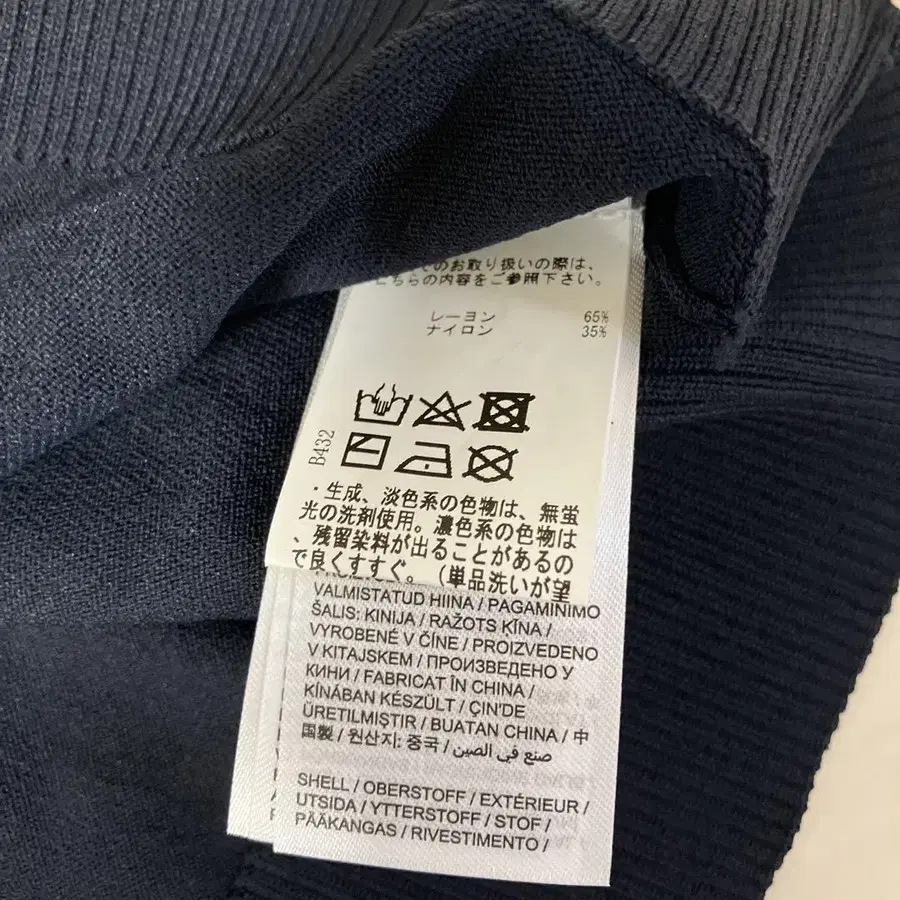 でのお取り扱いの際は、
こちらの内容をご参照下さい。
レーヨン 65%
ナイロン 35%
B432
・生成、淡色系の色物は、無蛍
光の洗剤使用。濃色系の色物は
、残留染料が出ることがあるの
で良くすすぐ。(単品洗いが望
VALMISTATUD HIINA / PAGAMINIMO
ŠALIS: KINIJA / RAŽOTS ĶĪNA /
VYROBENÉ V ČÍNE / PROIZVEDENO
V KITAJSKEM / ПРОИЗВЕДЕНО У
КИНИ / FABRICAT ÎN CHINA /
KÍNÁBAN KÉSZÜLT / ÇIN'DE
ÜRETILMIŞTIR / BUATAN CHINA / 中
国製 / 원산지: 중국 / صنع في الصين
SHELL / OBERSTOFF / EXTÉRIEUR /
UTSIDA / YTTERSTOFF / STOF /
PÄÄKANGAS / RIVESTIMENTO /